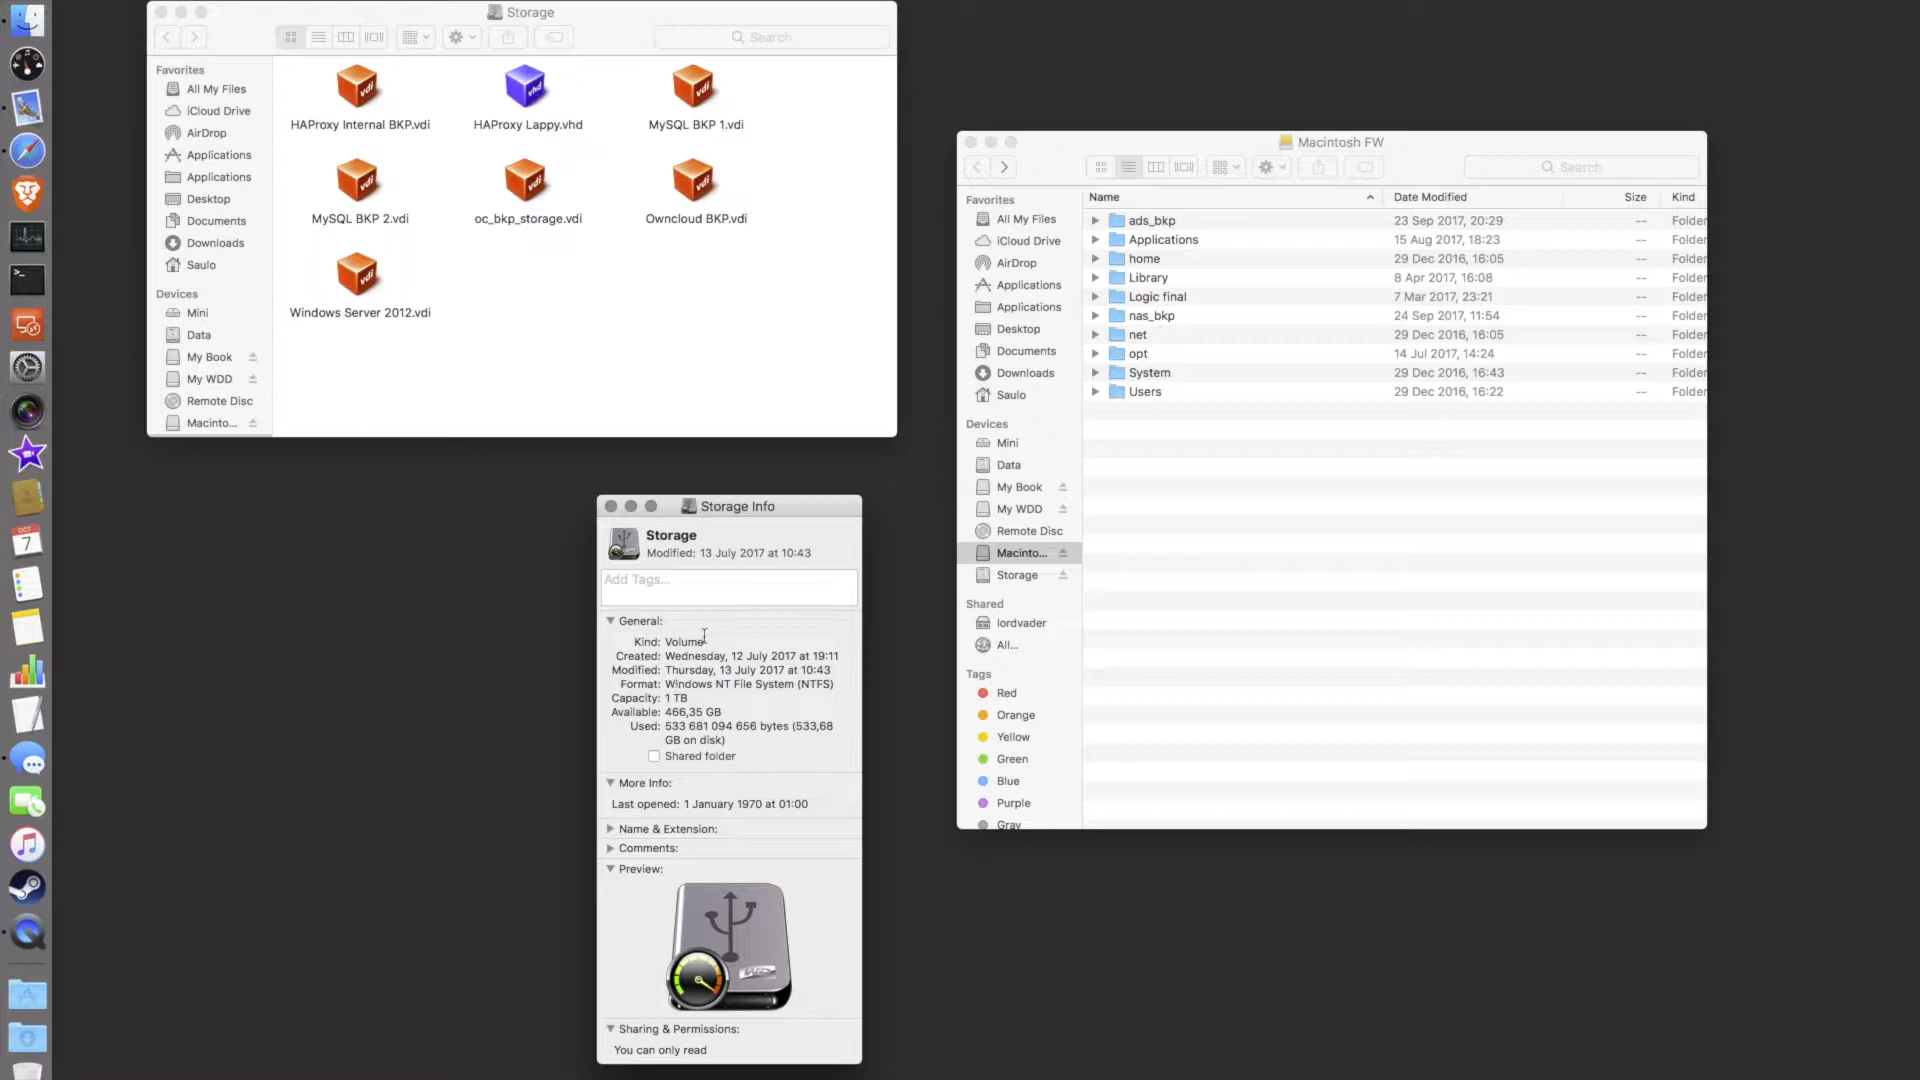 Storage
Search
Favorites
All My Files
iCloud Drive
AirDrop
Applications
Applications
Desktop
Documents
Downloads
Saulo
Devices
Mini
Data
My Book
My WDD
Remote Disc
Macinto...
vdi
HAProxy Internal BKP.vdi
vhd
HAProxy Lappy.vhd
vdi
MySQL BKP 1.vdi
vdi
MySQL BKP 2.vdi
vdi
oc_bkp_storage.vdi
vdi
Owncloud BKP.vdi
vdi
Windows Server 2012.vdi
OCT
7
Storage Info
Storage
Modified: 13 July 2017 at 10:43
Add Tags...
General:
Kind: Volume
Created: Wednesday, 12 July 2017 at 19:11
Modified: Thursday, 13 July 2017 at 10:43
Format: Windows NT File System (NTFS)
Capacity: 1 TB
Available: 466,35 GB
Used: 533 681 094 656 bytes (533,68
GB on disk)
Shared folder
More Info:
Last opened: 1 January 1970 at 01:00
Name & Extension:
Comments:
Preview:
WD
Sharing & Permissions:
You can only read
Macintosh FW
Search
Favorites
All My Files
iCloud Drive
AirDrop
Applications
Applications
Desktop
Documents
Downloads
Saulo
Devices
Mini
Data
My Book
My WDD
Remote Disc
Macinto...
Storage
Shared
lordvader
All...
Tags
Red
Orange
Yellow
Green
Blue
Purple
Gray
Name Date Modified Size Kind
ads_bkp 23 Sep 2017, 20:29 -- Folder
Applications 15 Aug 2017, 18:23 -- Folder
home 29 Dec 2016, 16:05 -- Folder
Library 8 Apr 2017, 16:08 -- Folder
Logic final 7 Mar 2017, 23:21 -- Folder
nas_bkp 24 Sep 2017, 11:54 -- Folder
net 29 Dec 2016, 16:05 -- Folder
opt 14 Jul 2017, 14:24 -- Folder
System 29 Dec 2016, 16:43 -- Folder
Users 29 Dec 2016, 16:22 -- Folder